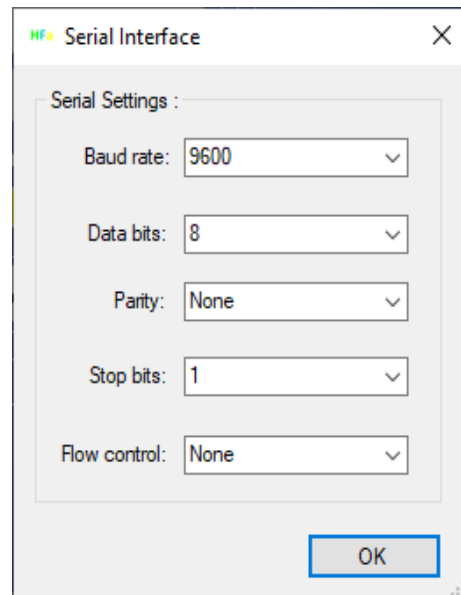 HF Serial Interface
Serial Settings :
Baud rate: 9600
Data bits: 8
Parity: None
Stop bits: 1
Flow control: None
OK